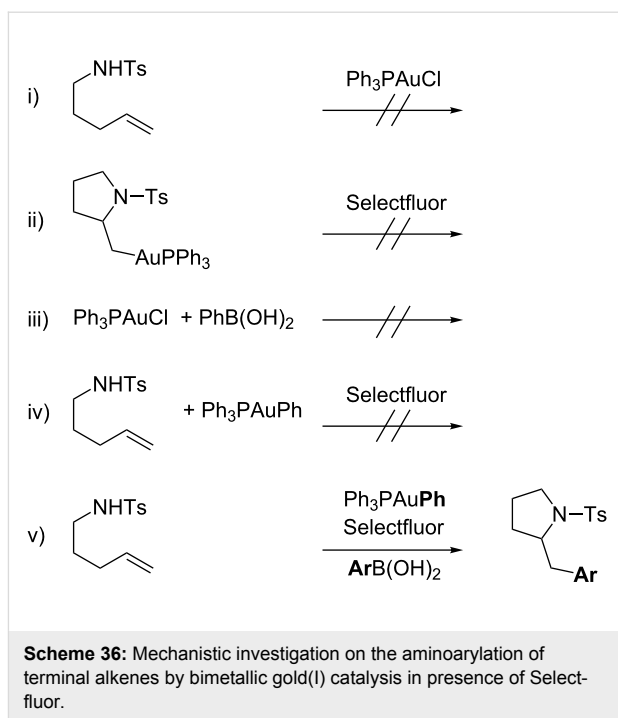 i) NHTs Ph₃PAuCl
ii) N–Ts AuPPh₃ Selectfluor
iii) Ph₃PAuCl + PhB(OH)₂
iv) NHTs + Ph₃PAuPh Selectfluor
v) NHTs Ph₃PAuPh Selectfluor ArB(OH)₂ N–Ts Ar
Scheme 36: Mechanistic investigation on the aminoarylation of
terminal alkenes by bimetallic gold(I) catalysis in presence of Select-
fluor.